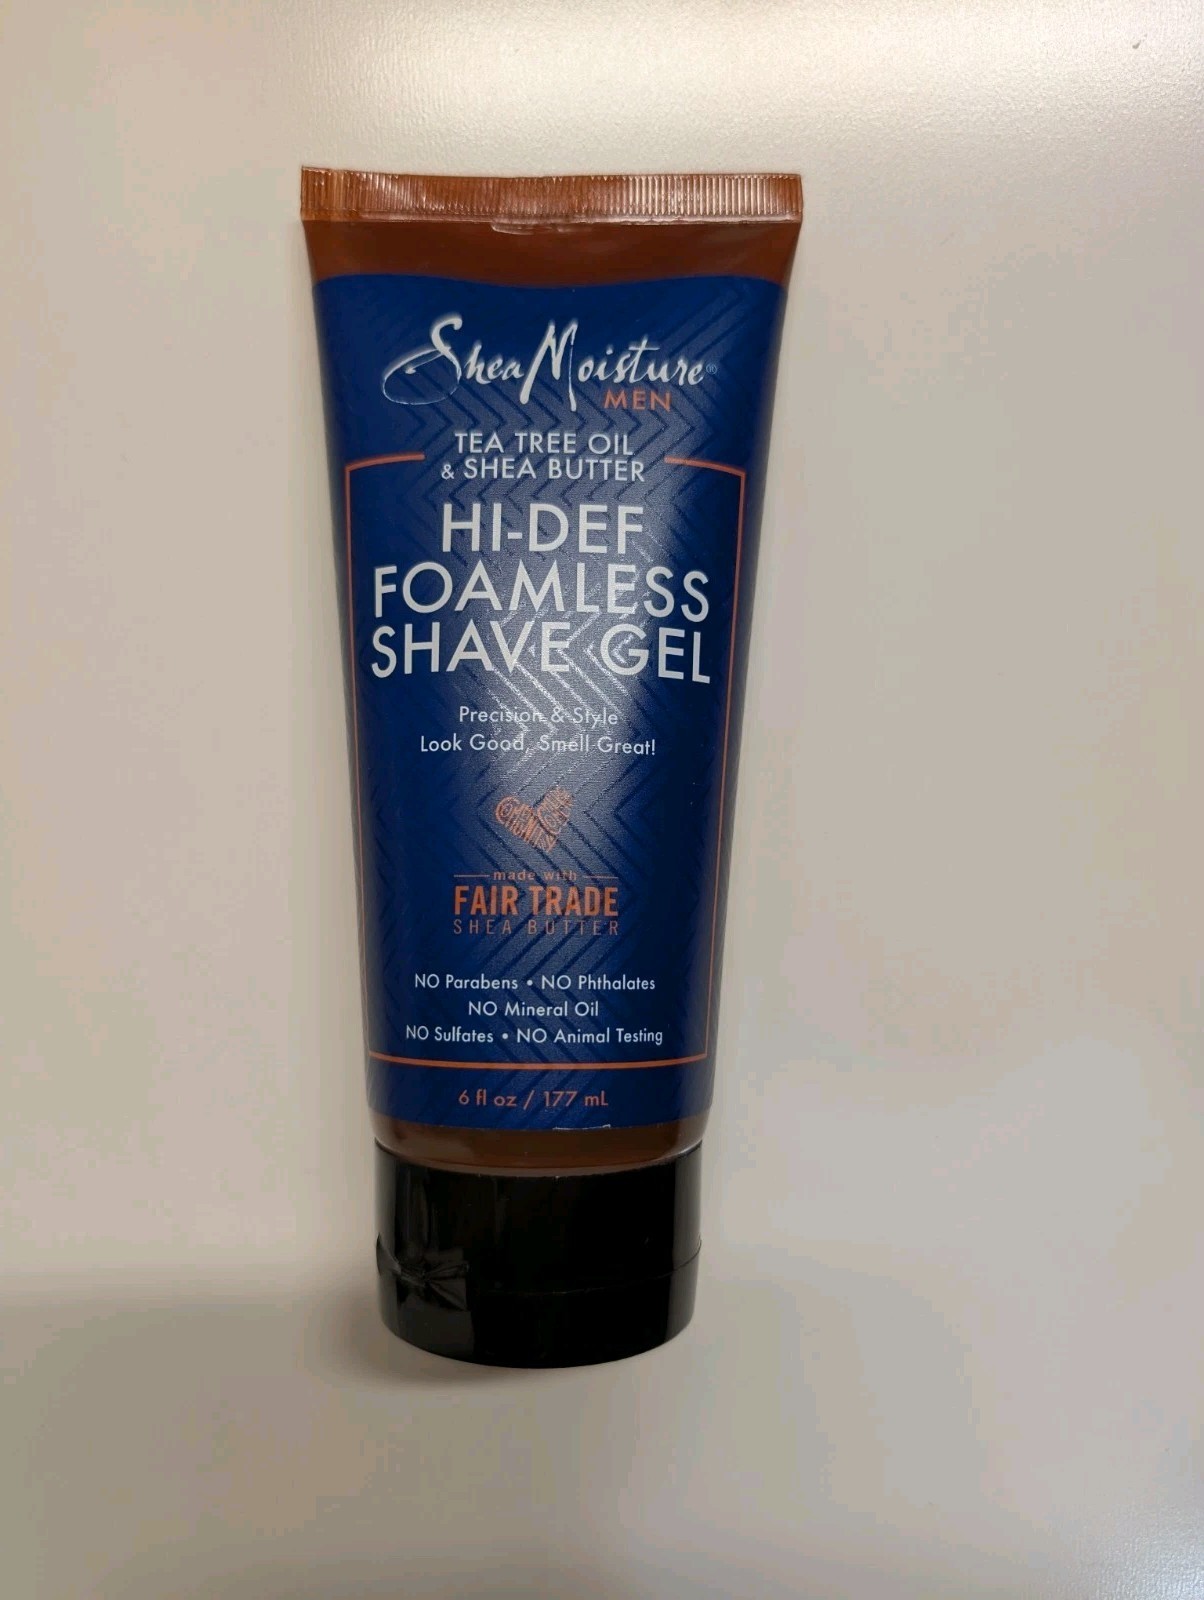 SheaMoisture®
MEN
TEA TREE OIL
& SHEA BUTTER
HI-DEF
FOAMLESS
SHAVE GEL
Precision & Style
Look Good, Smell Great!
made with
FAIR TRADE
SHEA BUTTER
NO Parabens • NO Phthalates
NO Mineral Oil
NO Sulfates • NO Animal Testing
6 fl oz / 177 mL